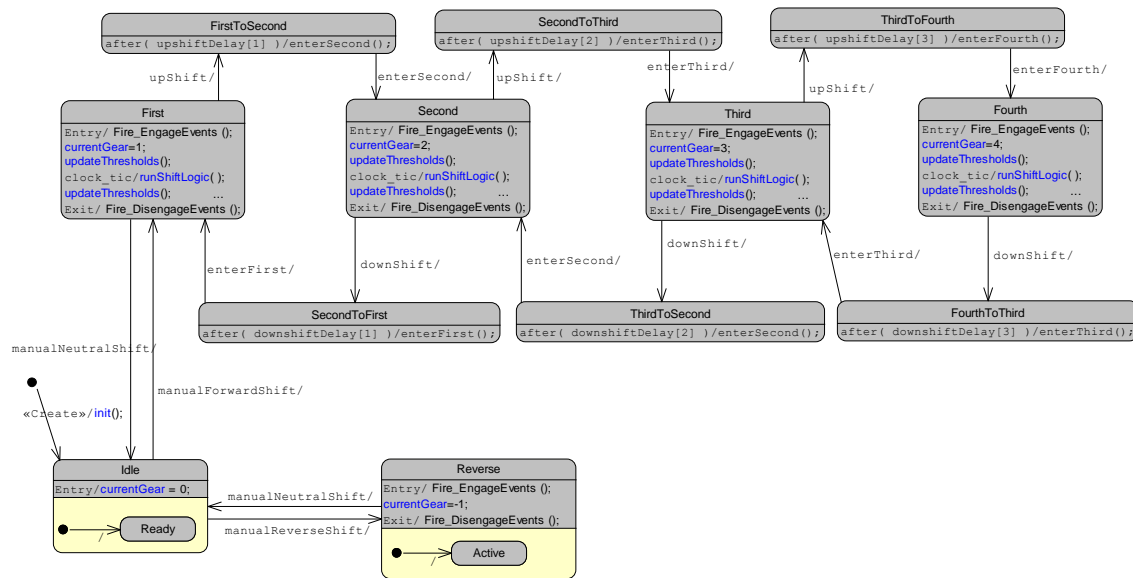 FirstToSecond
after( upshiftDelay[1] )/enterSecond();
SecondToThird
after( upshiftDelay[2] )/enterThird();
ThirdToFourth
after( upshiftDelay[3] )/enterFourth();
upShift/
enterSecond/
upShift/
enterThird/
upShift/
enterFourth/
First
Entry/ Fire_EngageEvents ();
currentGear=1;
updateThresholds();
clock_tic/runShiftLogic( );
updateThresholds(); ...
Exit/ Fire_DisengageEvents ();
Second
Entry/ Fire_EngageEvents ();
currentGear=2;
updateThresholds();
clock_tic/runShiftLogic( );
updateThresholds(); ...
Exit/ Fire_DisengageEvents ();
Third
Entry/ Fire_EngageEvents ();
currentGear=3;
updateThresholds();
clock_tic/runShiftLogic( );
updateThresholds(); ...
Exit/ Fire_DisengageEvents ();
Fourth
Entry/ Fire_EngageEvents ();
currentGear=4;
updateThresholds();
clock_tic/runShiftLogic( );
updateThresholds(); ...
Exit/ Fire_DisengageEvents ();
enterFirst/
downShift/
enterSecond/
downShift/
enterThird/
downShift/
SecondToFirst
after( downshiftDelay[1] )/enterFirst();
ThirdToSecond
after( downshiftDelay[2] )/enterSecond();
FourthToThird
after( downshiftDelay[3] )/enterThird();
manualNeutralShift/
manualForwardShift/
«Create»/init();
Idle
Entry/currentGear = 0;
Ready
/
manualNeutralShift/
manualReverseShift/
Reverse
Entry/ Fire_EngageEvents ();
currentGear=-1;
Exit/ Fire_DisengageEvents ();
Active
/